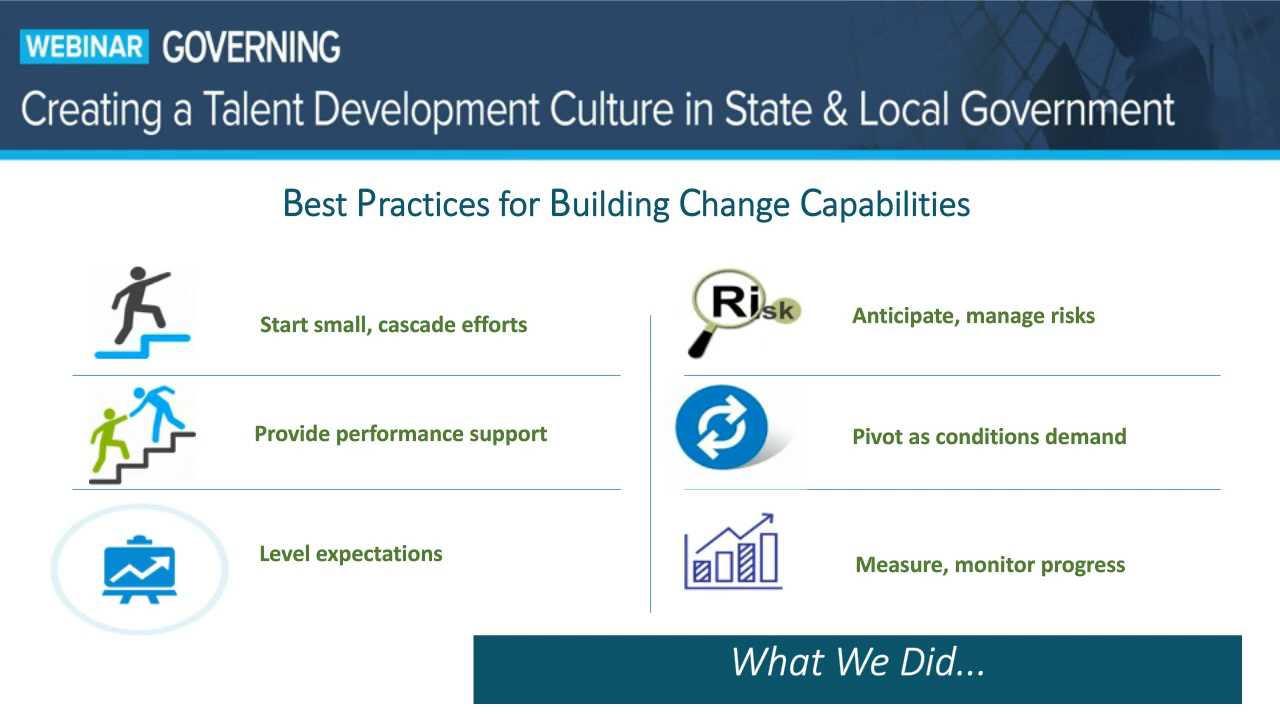 WEBINAR GOVERNING
Creating a Talent Development Culture in State & Local Government
Best Practices for Building Change Capabilities
Start small, cascade efforts
Provide performance support
Level expectations
Risk
Anticipate, manage risks
Pivot as conditions demand
Measure, monitor progress
What We Did...